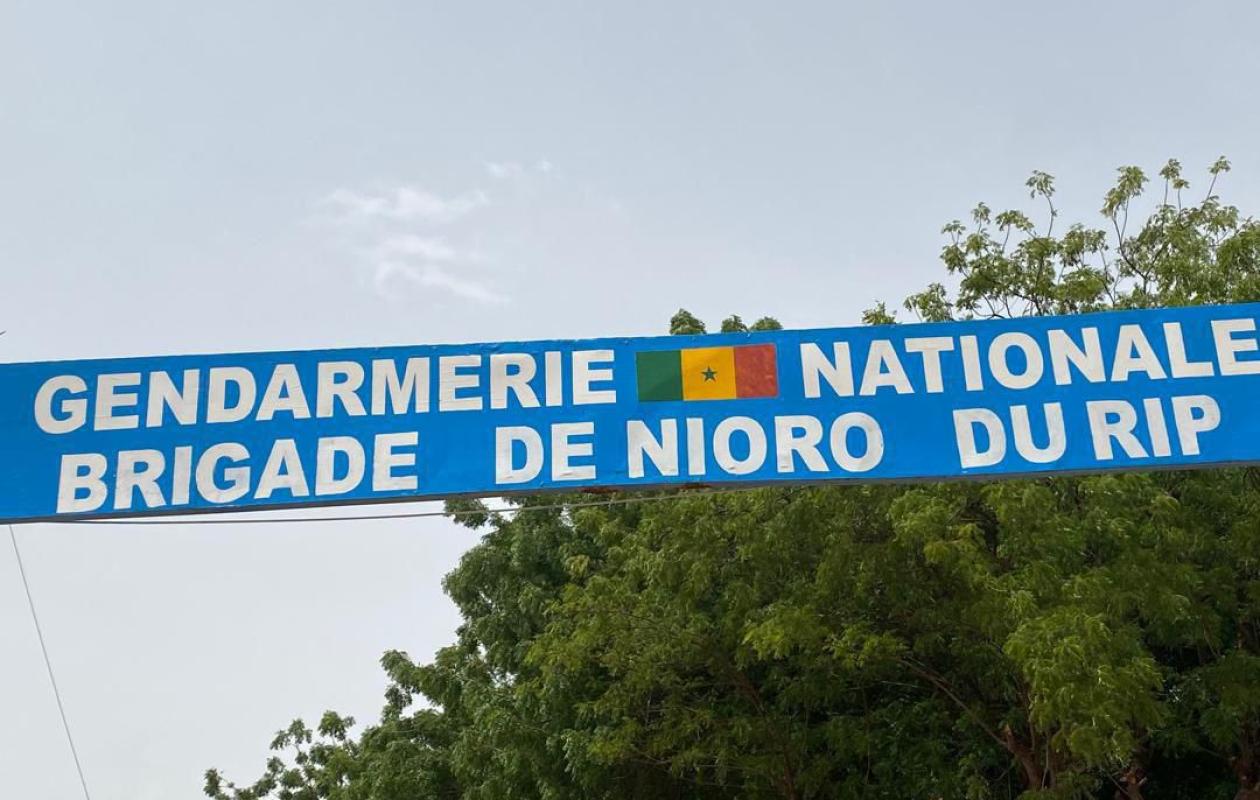 GENDARMERIE NATIONALE
BRIGADE DE NIORO DU RIP